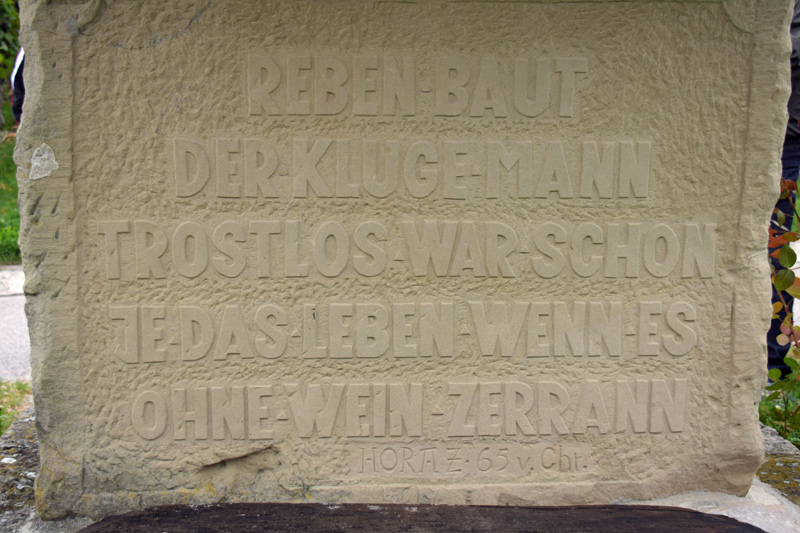 REBEN·BAUT
DER·KLUGE·MANN
TROSTLOS·WAR·SCHON
JE·DAS·LEBEN·WENN·ES
OHNE·WEIN·ZERRANN
HORAZ·65 v. Chr.